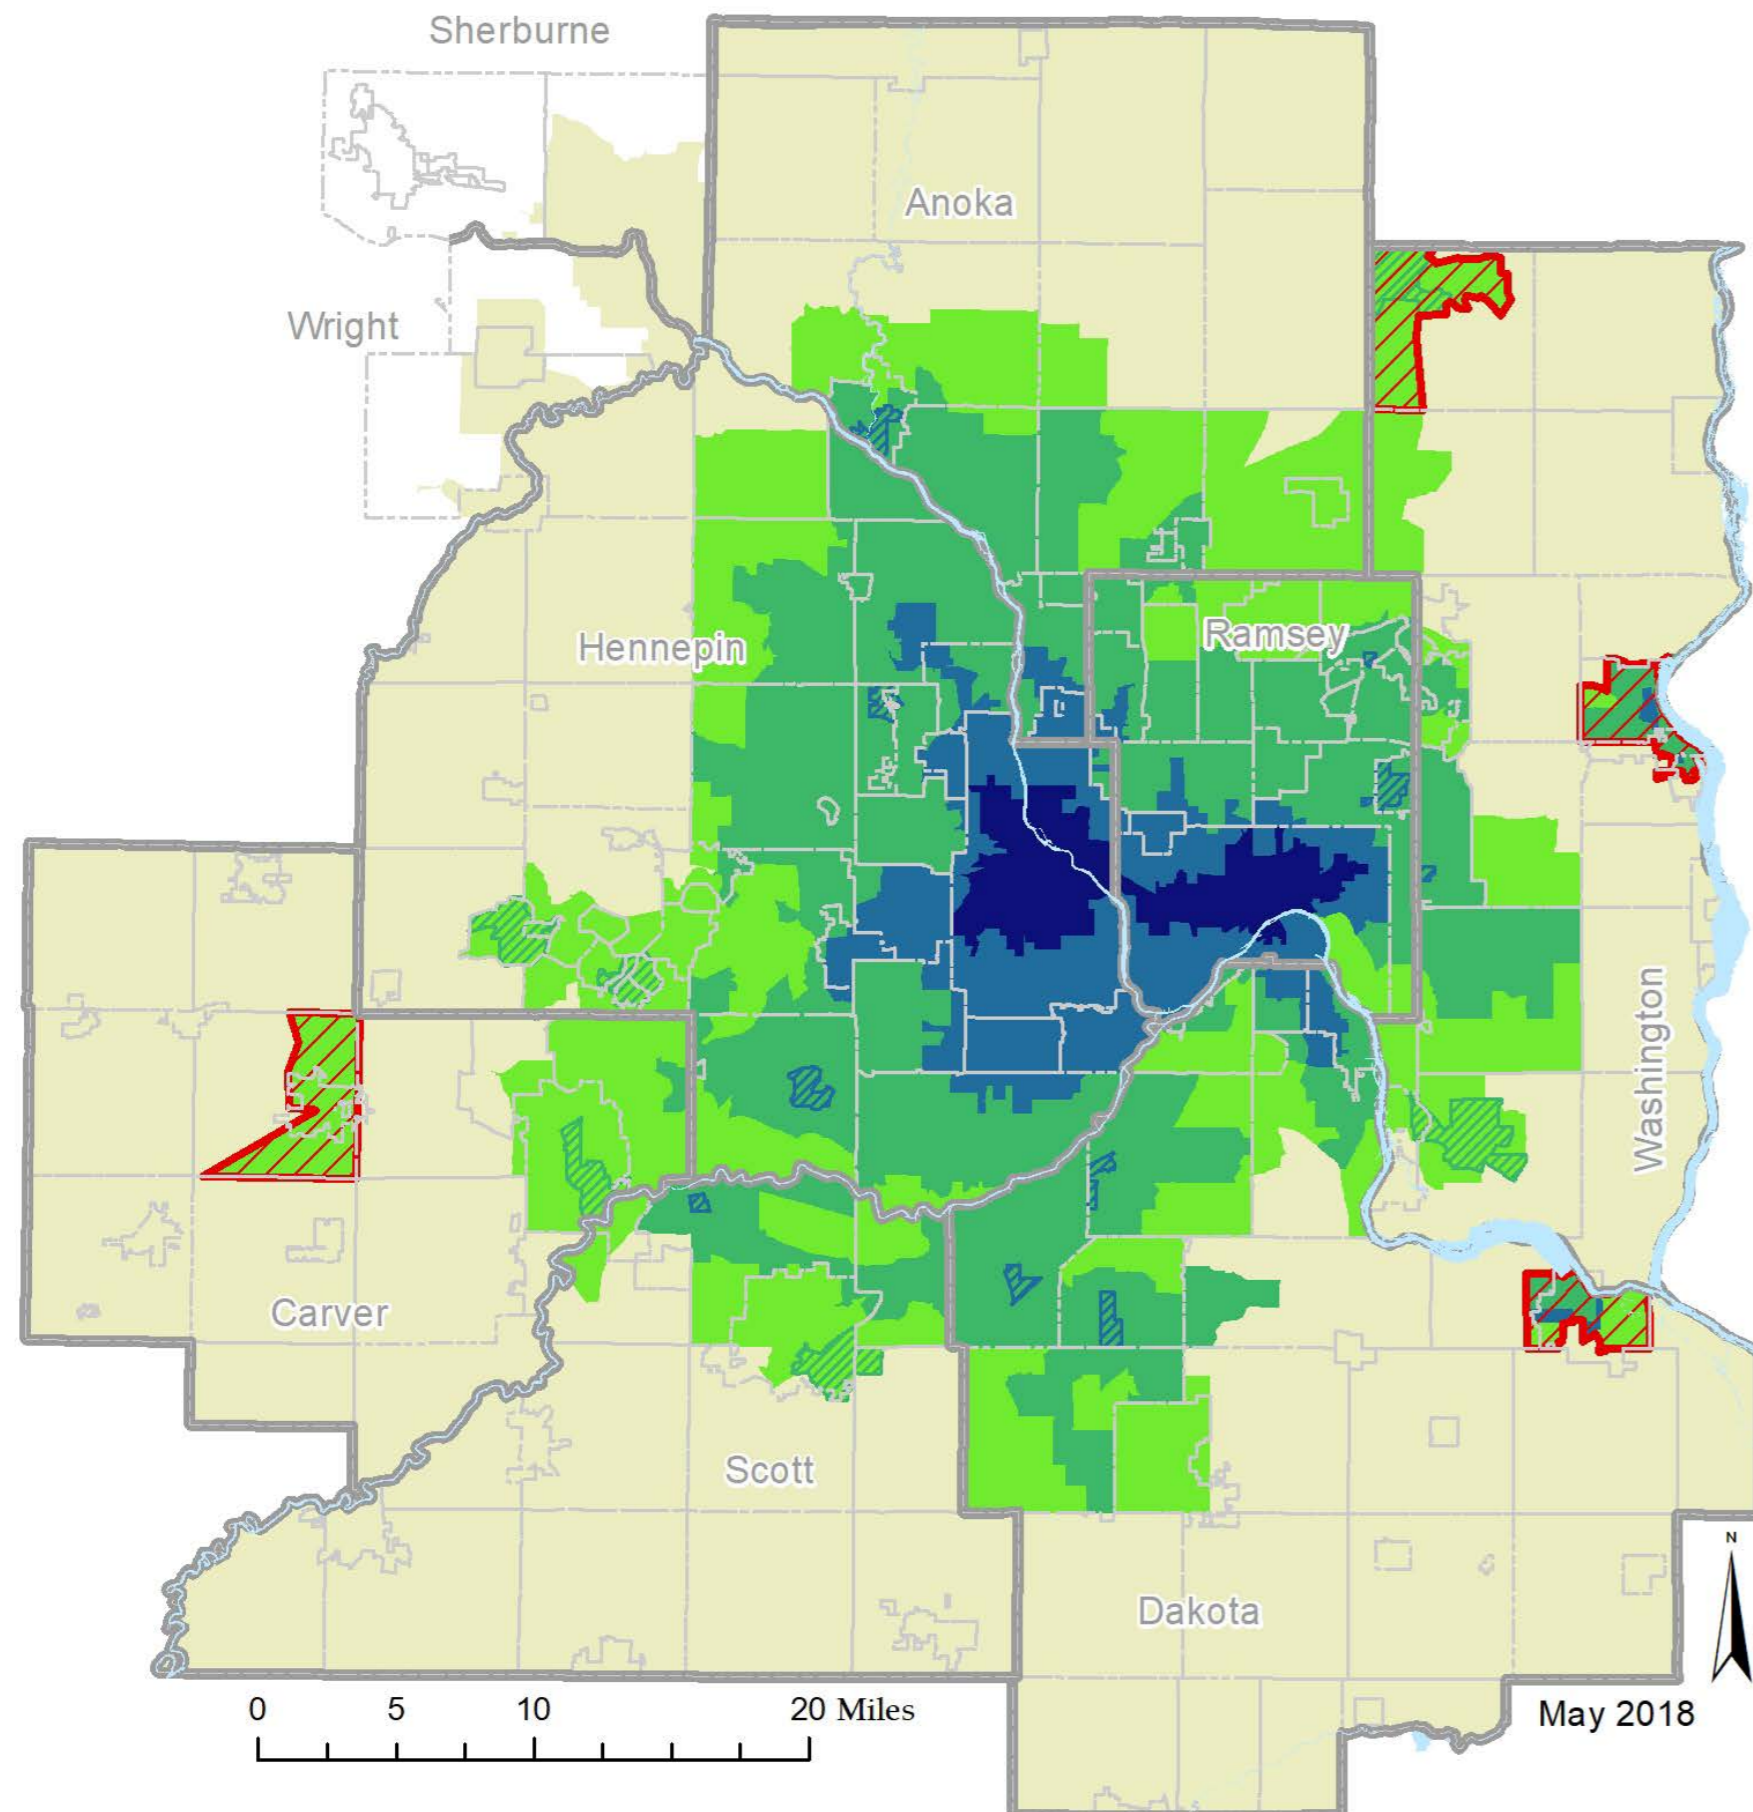 Sherburne
Anoka
Wright
Hennepin
Ramsey
Washington
Carver
Scott
Dakota
N
0 5 10 20 Miles
May 2018